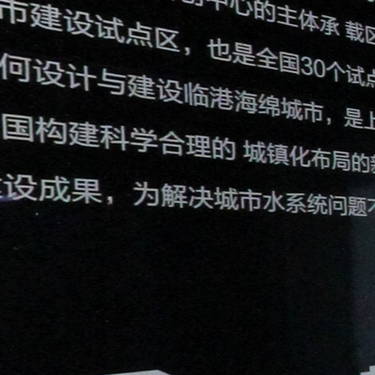 中心的主体承 载区
市建设试点区，也是全国30个试点
何设计与建设临港海绵城市，是上
国构建科学合理的 城镇化布局的新
设成果，为解决城市水系统问题